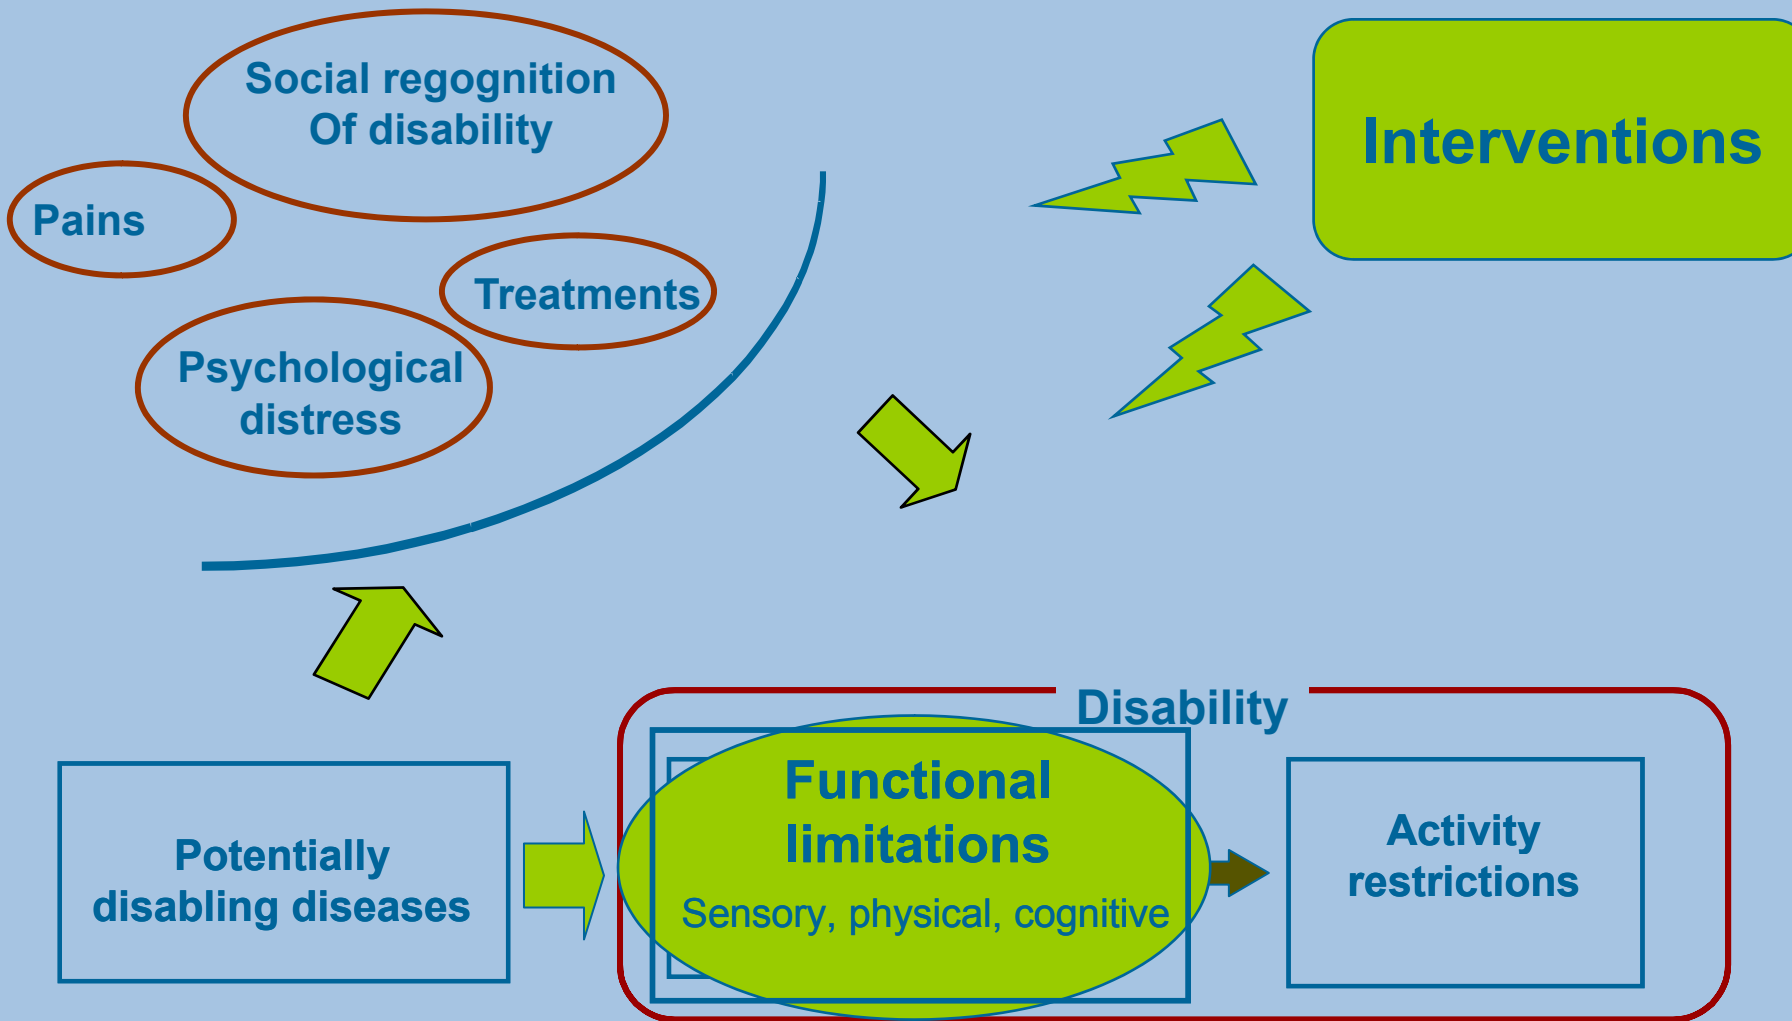 Social regognition
Of disability
Interventions
Pains
Treatments
Psychological
distress
Disability
Functional
limitations
Sensory, physical, cognitive
Potentially
disabling diseases
Activity
restrictions